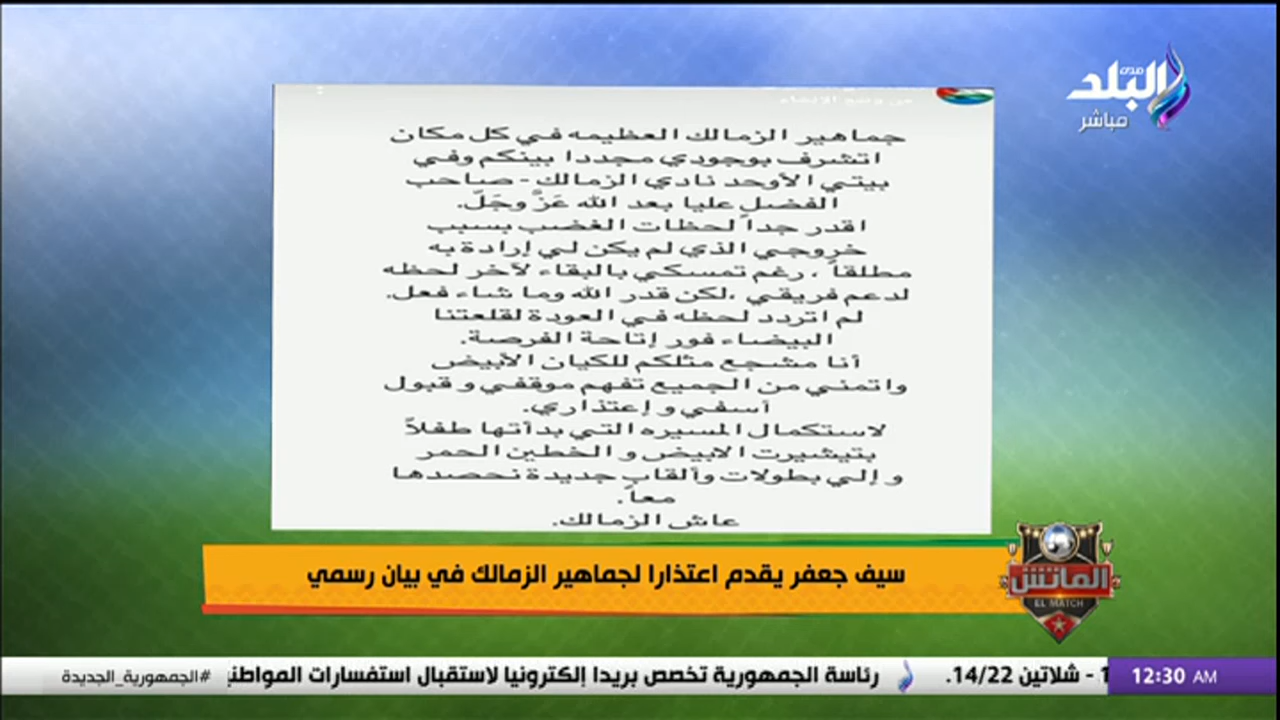 صدى
البلد
مباشر
جماهير الزمالك العظيمه في كل مكان
اتشرف بوجودي مجددا بينكم وفي
بيتي الأوحد نادي الزمالك - صاحب
الفضل عليا بعد الله عَزَّ وجَلّ.
اقدر جداً لحظات الغضب بسبب
خروجي الذي لم يكن لي إرادة به
مطلقاً ، رغم تمسكي بالبقاء لآخر لحظه
لدعم فريقي ،لكن قدر الله وما شاء فعل.
لم اتردد لحظه في العودة لقلعتنا
البيضاء فور إتاحة الفرصة.
أنا مشجع مثلكم للكيان الأبيض
واتمني من الجميع تفهم موقفي و قبول
أسفي و إعتذاري.
لاستكمال المسيره التي بدأتها طفلاً
بتيشيرت الابيض و الخطين الحمر
و إلي بطولات وألقاب جديدة نحصدها
معاً.
عاش الزمالك.
سيف جعفر يقدم اعتذارا لجماهير الزمالك في بيان رسمي
الماتش
EL MATCH
12:30 AM
1 - شلاتين 14/22.
رئاسة الجمهورية تخصص بريدا إلكترونيا لاستقبال استفسارات المواطني
#الجمهورية_الجديدة